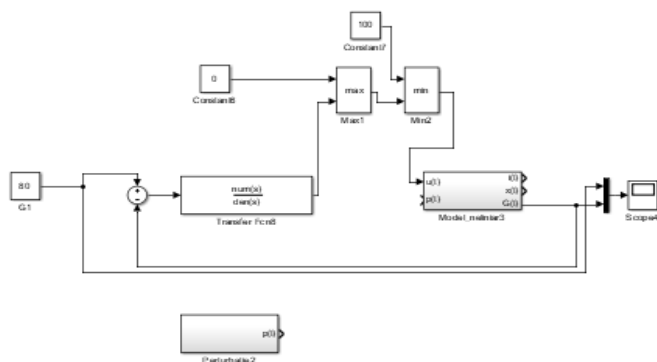 100
Constant7
0
Constant6
max
Max1
min
Min2
80
G1
+
−
num(s)
den(s)
Transfer Fcn8
u(t)
p(t)
i(t)
x(t)
G(t)
Model_neliniar3
Scope4
p(t)
Perturbatie2